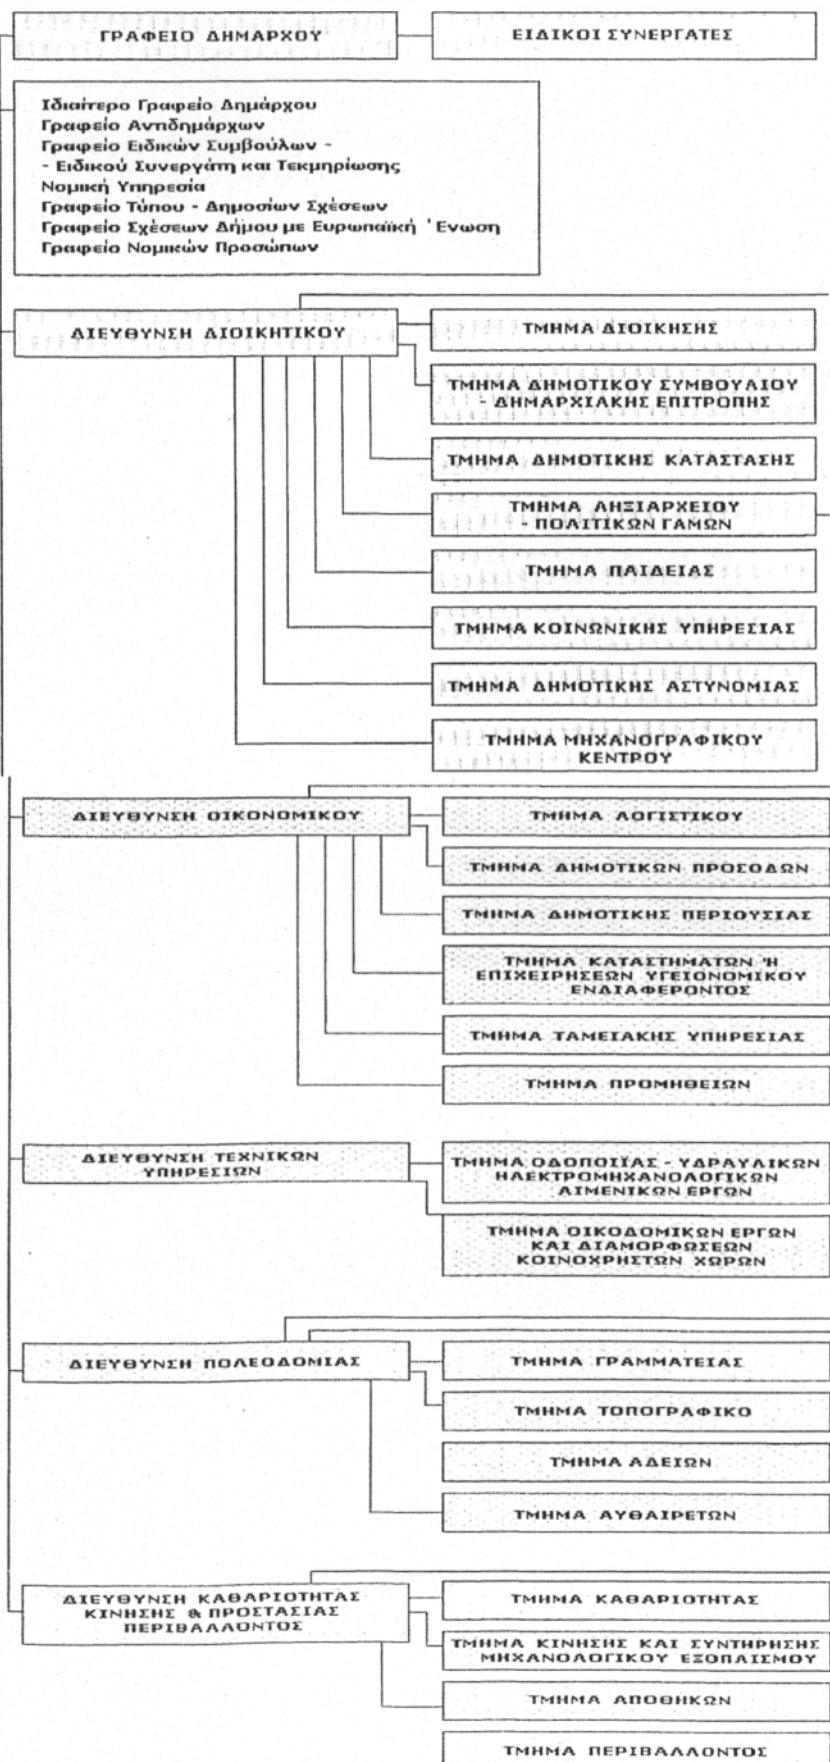 ΓΡΑΦΕΙΟ ΔΗΜΑΡΧΟΥ
ΕΙΔΙΚΟΙ ΣΥΝΕΡΓΑΤΕΣ
Ιδιαίτερο Γραφείο Δημάρχου
Γραφείο Αντιδημάρχων
Γραφείο Ειδικών Συμβούλων -
- Ειδικού Συνεργάτη και Τεκμηρίωσης
Νομική Υπηρεσία
Γραφείο Τύπου - Δημοσίων Σχέσεων
Γραφείο Σχέσεων Δήμου με Ευρωπαϊκή Ένωση
Γραφείο Νομικών Προσώπων
ΔΙΕΥΘΥΝΣΗ ΔΙΟΙΚΗΤΙΚΟΥ
ΤΜΗΜΑ ΔΙΟΙΚΗΣΗΣ
ΤΜΗΜΑ ΔΗΜΟΤΙΚΟΥ ΣΥΜΒΟΥΛΙΟΥ
- ΔΗΜΑΡΧΙΑΚΗΣ ΕΠΙΤΡΟΠΗΣ
ΤΜΗΜΑ ΔΗΜΟΤΙΚΗΣ ΚΑΤΑΣΤΑΣΗΣ
ΤΜΗΜΑ ΛΗΞΙΑΡΧΕΙΟΥ
- ΠΟΛΙΤΙΚΩΝ ΓΑΜΩΝ
ΤΜΗΜΑ ΠΑΙΔΕΙΑΣ
ΤΜΗΜΑ ΚΟΙΝΩΝΙΚΗΣ ΥΠΗΡΕΣΙΑΣ
ΤΜΗΜΑ ΔΗΜΟΤΙΚΗΣ ΑΣΤΥΝΟΜΙΑΣ
ΤΜΗΜΑ ΜΗΧΑΝΟΓΡΑΦΙΚΟΥ
ΚΕΝΤΡΟΥ
ΔΙΕΥΘΥΝΣΗ ΟΙΚΟΝΟΜΙΚΟΥ
ΤΜΗΜΑ ΛΟΓΙΣΤΙΚΟΥ
ΤΜΗΜΑ ΔΗΜΟΤΙΚΩΝ ΠΡΟΣΟΔΩΝ
ΤΜΗΜΑ ΔΗΜΟΤΙΚΗΣ ΠΕΡΙΟΥΣΙΑΣ
ΤΜΗΜΑ ΚΑΤΑΣΤΗΜΑΤΩΝ Ή
ΕΠΙΧΕΙΡΗΣΕΩΝ ΥΓΕΙΟΝΟΜΙΚΟΥ
ΕΝΔΙΑΦΕΡΟΝΤΟΣ
ΤΜΗΜΑ ΤΑΜΕΙΑΚΗΣ ΥΠΗΡΕΣΙΑΣ
ΤΜΗΜΑ ΠΡΟΜΗΘΕΙΩΝ
ΔΙΕΥΘΥΝΣΗ ΤΕΧΝΙΚΩΝ
ΥΠΗΡΕΣΙΩΝ
ΤΜΗΜΑ ΟΔΟΠΟΙΪΑΣ - ΥΔΡΑΥΛΙΚΩΝ
ΗΛΕΚΤΡΟΜΗΧΑΝΟΛΟΓΙΚΩΝ
ΛΙΜΕΝΙΚΩΝ ΕΡΓΩΝ
ΤΜΗΜΑ ΟΙΚΟΔΟΜΙΚΩΝ ΕΡΓΩΝ
ΚΑΙ ΔΙΑΜΟΡΦΩΣΕΩΝ
ΚΟΙΝΟΧΡΗΣΤΩΝ ΧΩΡΩΝ
ΔΙΕΥΘΥΝΣΗ ΠΟΛΕΟΔΟΜΙΑΣ
ΤΜΗΜΑ ΓΡΑΜΜΑΤΕΙΑΣ
ΤΜΗΜΑ ΤΟΠΟΓΡΑΦΙΚΟ
ΤΜΗΜΑ ΑΔΕΙΩΝ
ΤΜΗΜΑ ΑΥΘΑΙΡΕΤΩΝ
ΔΙΕΥΘΥΝΣΗ ΚΑΘΑΡΙΟΤΗΤΑΣ
ΚΙΝΗΣΗΣ & ΠΡΟΣΤΑΣΙΑΣ
ΠΕΡΙΒΑΛΛΟΝΤΟΣ
ΤΜΗΜΑ ΚΑΘΑΡΙΟΤΗΤΑΣ
ΤΜΗΜΑ ΚΙΝΗΣΗΣ ΚΑΙ ΣΥΝΤΗΡΗΣΗΣ
ΜΗΧΑΝΟΛΟΓΙΚΟΥ ΕΞΟΠΛΙΣΜΟΥ
ΤΜΗΜΑ ΑΠΟΘΗΚΩΝ
ΤΜΗΜΑ ΠΕΡΙΒΑΛΛΟΝΤΟΣ